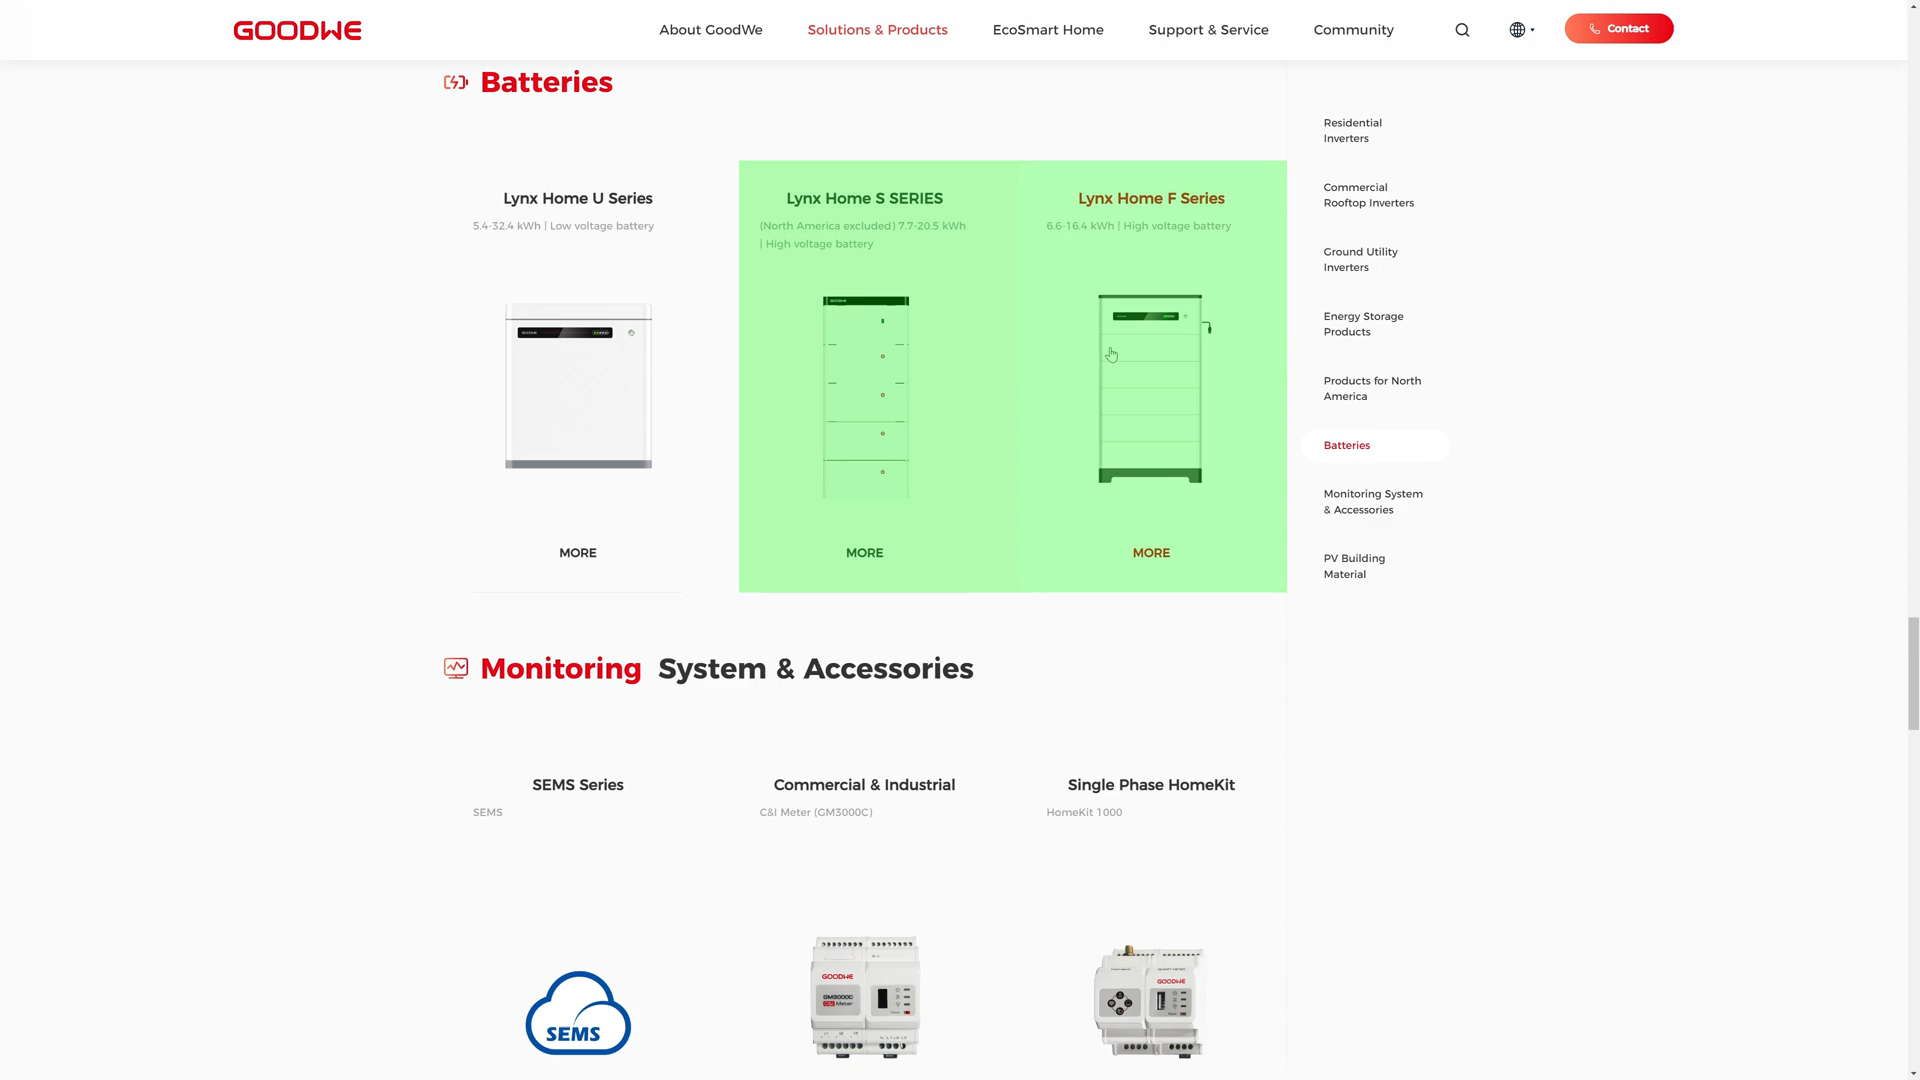 GOODWE
About GoodWe
Solutions & Products
EcoSmart Home
Support & Service
Community
Contact
Batteries
Lynx Home U Series
5.4-32.4 kWh | Low voltage battery
GOODWE
MORE
Lynx Home S SERIES
(North America excluded) 7.7-20.5 kWh
| High voltage battery
GOODWE
MORE
Lynx Home F Series
6.6-16.4 kWh | High voltage battery
MORE
Residential
Inverters
Commercial
Rooftop Inverters
Ground Utility
Inverters
Energy Storage
Products
Products for North
America
Batteries
Monitoring System
& Accessories
PV Building
Material
Monitoring System & Accessories
SEMS Series
SEMS
SEMS
Commercial & Industrial
C&I Meter (GM3000C)
GOODWE
GM3000C
C&I Meter
Single Phase HomeKit
HomeKit 1000
GOODWE